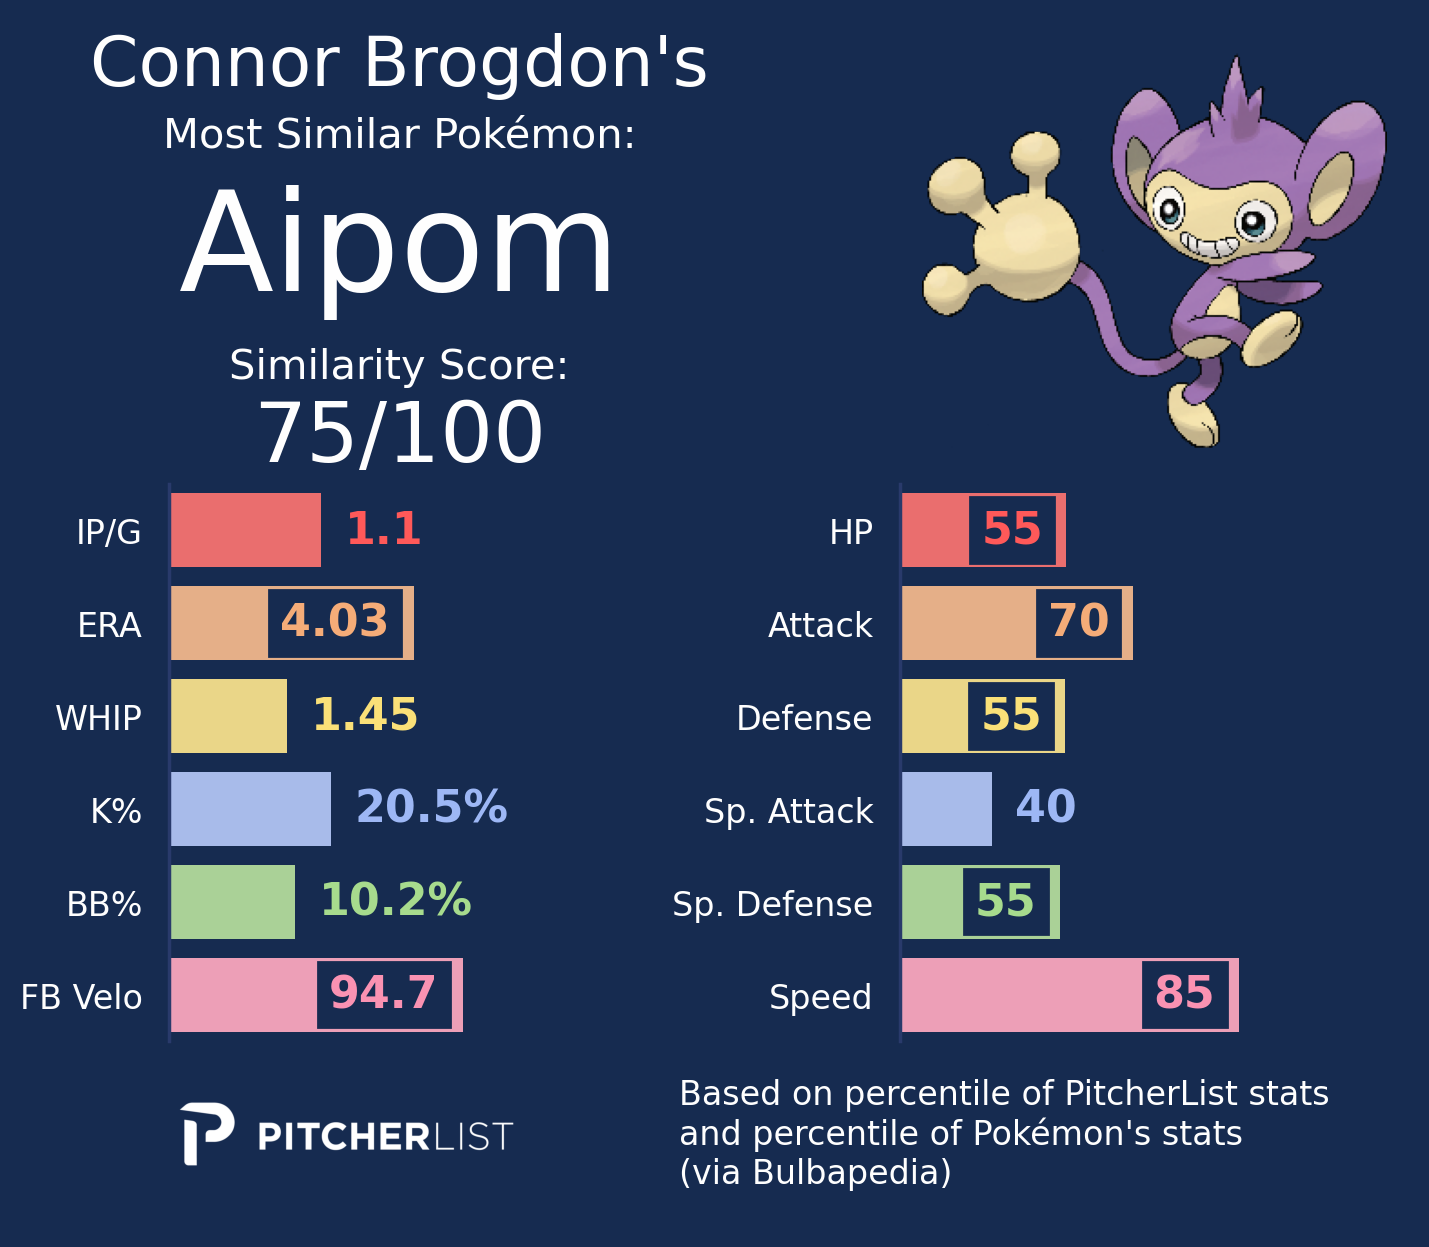 Connor Brogdon's
Most Similar Pokémon:
Aipom
Similarity Score:
75/100
IP/G 1.1
ERA 4.03
WHIP 1.45
K% 20.5%
BB% 10.2%
FB Velo 94.7
HP 55
Attack 70
Defense 55
Sp. Attack 40
Sp. Defense 55
Speed 85
PITCHERLIST
Based on percentile of PitcherList stats
and percentile of Pokémon's stats
(via Bulbapedia)